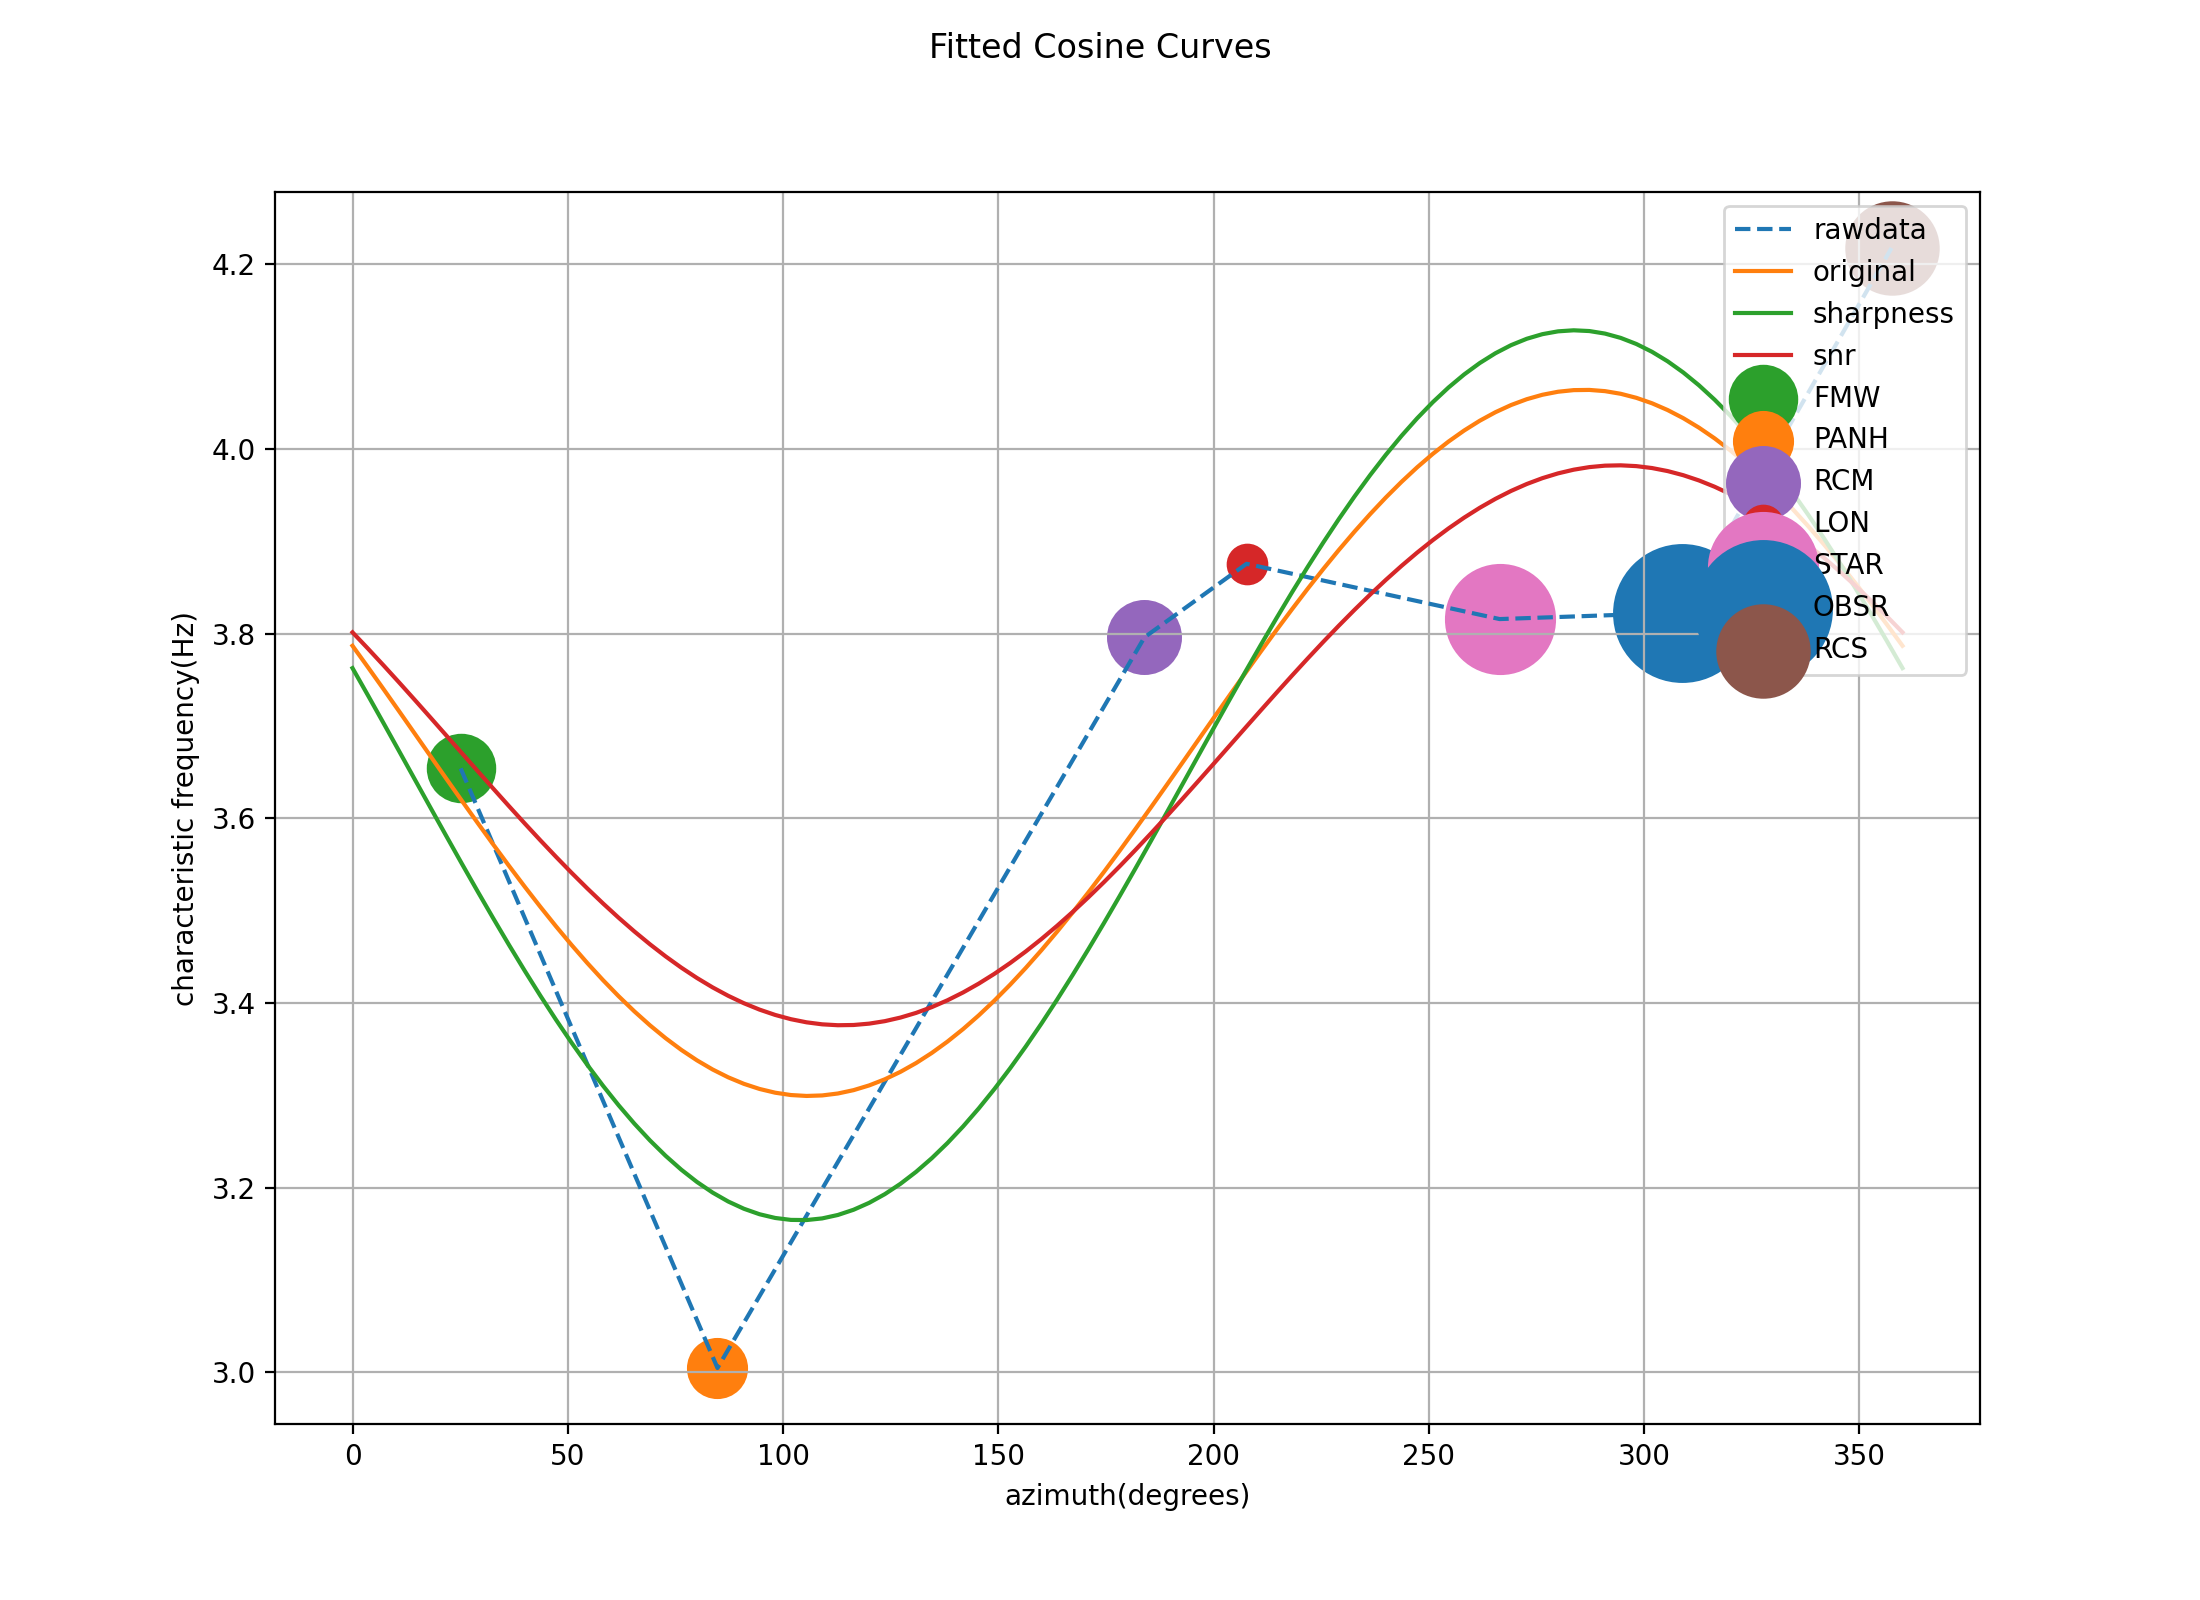 Fitted Cosine Curves
rawdata
original
sharpness
snr
FMW
PANH
RCM
LON
STAR
OBSR
RCS
4.2
4.0
3.8
3.6
3.4
3.2
3.0
characteristic frequency(Hz)
0 50 100 150 200 250 300 350
azimuth(degrees)